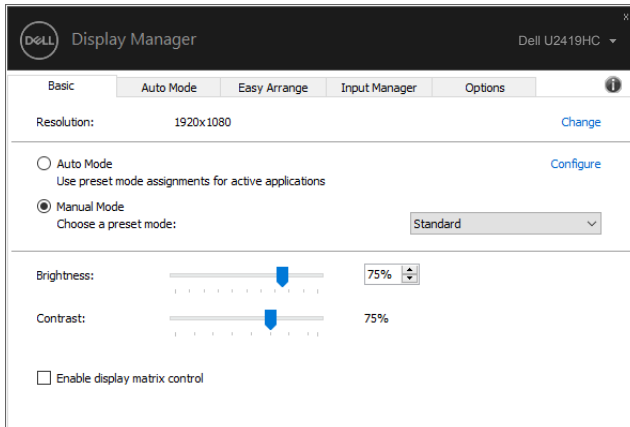 x
DELL Display Manager Dell U2419HC
Basic Auto Mode Easy Arrange Input Manager Options i
Resolution: 1920x1080 Change
Auto Mode Configure
Use preset mode assignments for active applications
Manual Mode
Choose a preset mode: Standard
Brightness: 75%
Contrast: 75%
Enable display matrix control